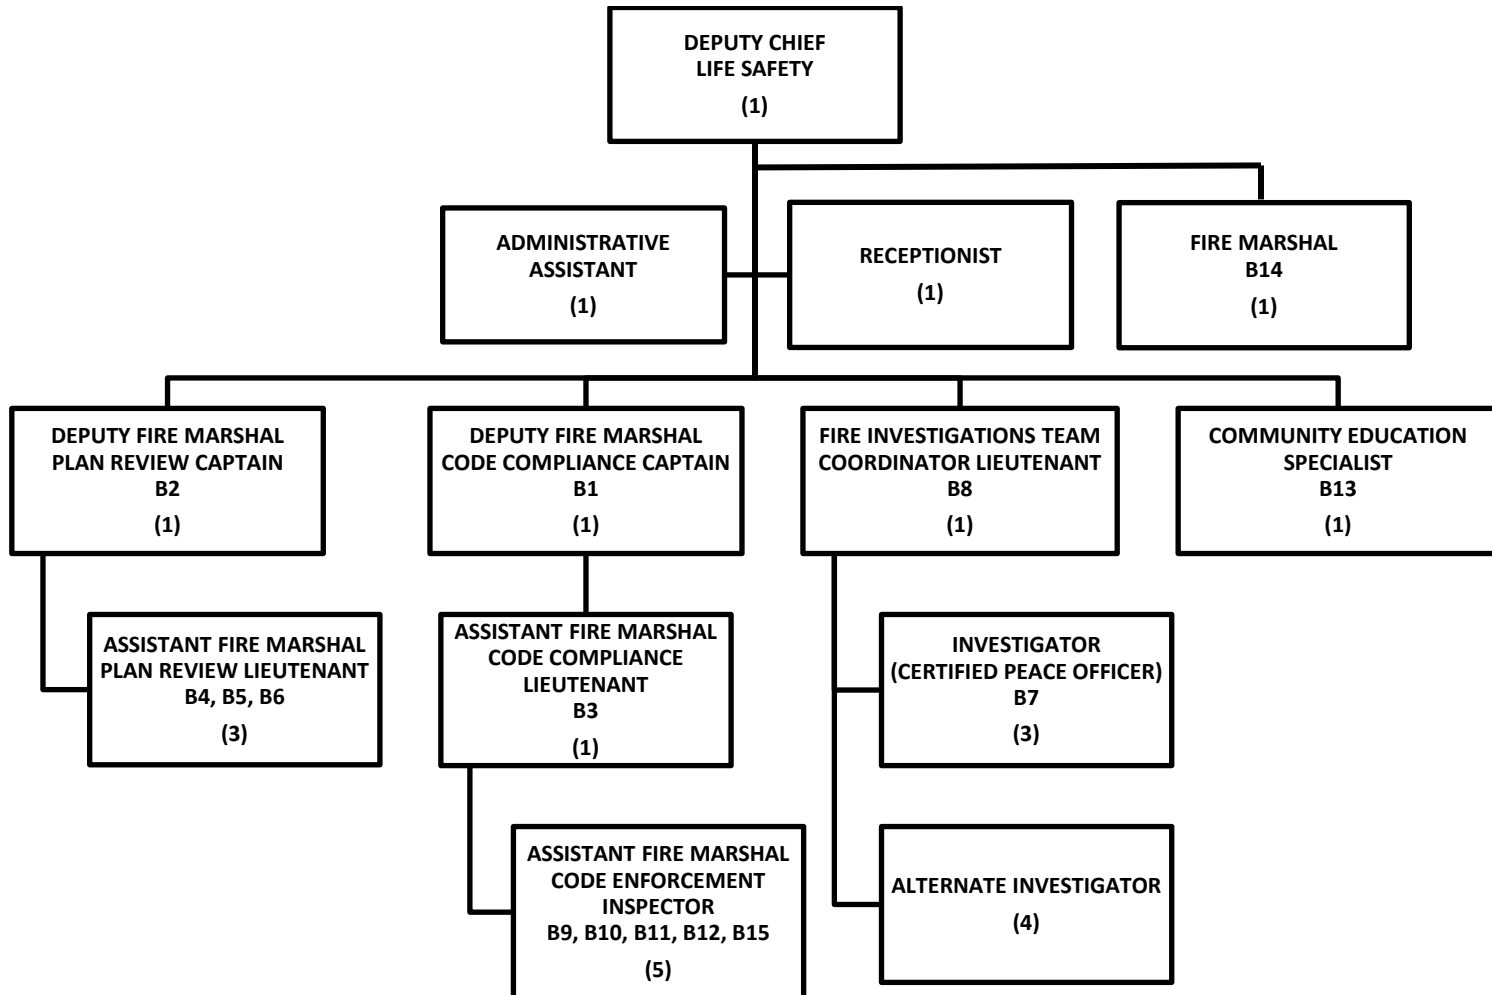 DEPUTY CHIEF
LIFE SAFETY
(1)
ADMINISTRATIVE
ASSISTANT
(1)
RECEPTIONIST
(1)
FIRE MARSHAL
B14
(1)
DEPUTY FIRE MARSHAL
PLAN REVIEW CAPTAIN
B2
(1)
DEPUTY FIRE MARSHAL
CODE COMPLIANCE CAPTAIN
B1
(1)
FIRE INVESTIGATIONS TEAM
COORDINATOR LIEUTENANT
B8
(1)
COMMUNITY EDUCATION
SPECIALIST
B13
(1)
ASSISTANT FIRE MARSHAL
PLAN REVIEW LIEUTENANT
B4, B5, B6
(3)
ASSISTANT FIRE MARSHAL
CODE COMPLIANCE
LIEUTENANT
B3
(1)
INVESTIGATOR
(CERTIFIED PEACE OFFICER)
B7
(3)
ASSISTANT FIRE MARSHAL
CODE ENFORCEMENT
INSPECTOR
B9, B10, B11, B12, B15
(5)
ALTERNATE INVESTIGATOR
(4)